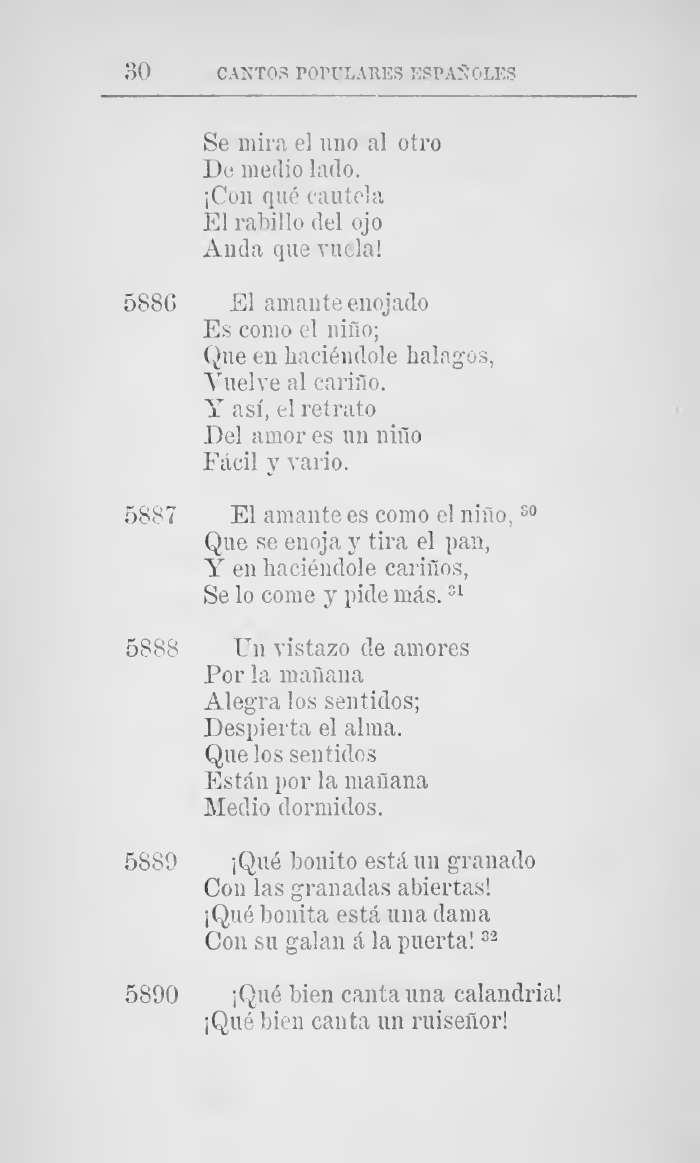 30 CANTOS POPULARES ESPAÑOLES
Se mira el uno al otro
De medio lado.
¡Con qué cautela
El rabillo del ojo
Anda que vuela!
5886 El amante enojado
Es como el niño;
Que en haciéndole halagos,
Vuelve al cariño.
Y así, el retrato
Del amor es un niño
Fácil y vario.
5887 El amante es como el niño, 30
Que se enoja y tira el pan,
Y en haciéndole cariños,
Se lo come y pide más. 31
5888 Un vistazo de amores
Por la mañana
Alegra los sentidos;
Despierta el alma.
Que los sentidos
Están por la mañana
Medio dormidos.
5889 ¡Qué bonito está un granado
Con las granadas abiertas!
¡Qué bonita está una dama
Con su galan á la puerta! 32
5890 ¡Qué bien canta una calandria!
¡Qué bien canta un ruiseñor!